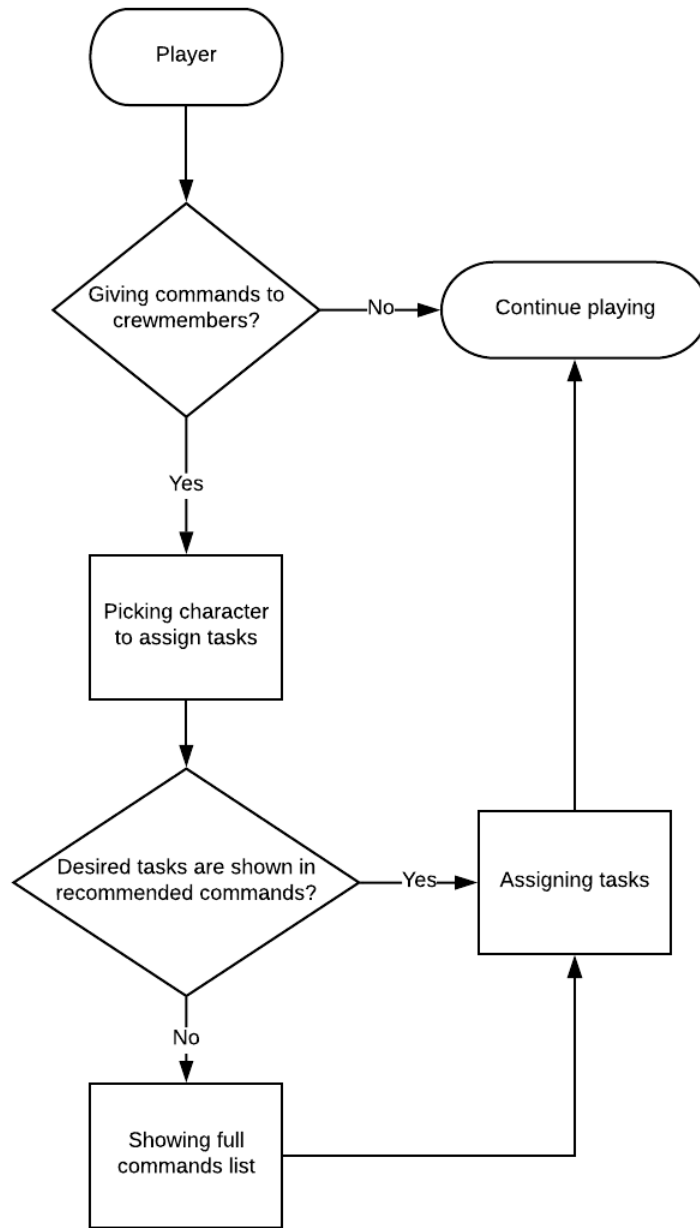 Player
Giving commands to
crewmembers?
No
Continue playing
Yes
Picking character
to assign tasks
Desired tasks are shown in
recommended commands?
Yes
Assigning tasks
No
Showing full
commands list